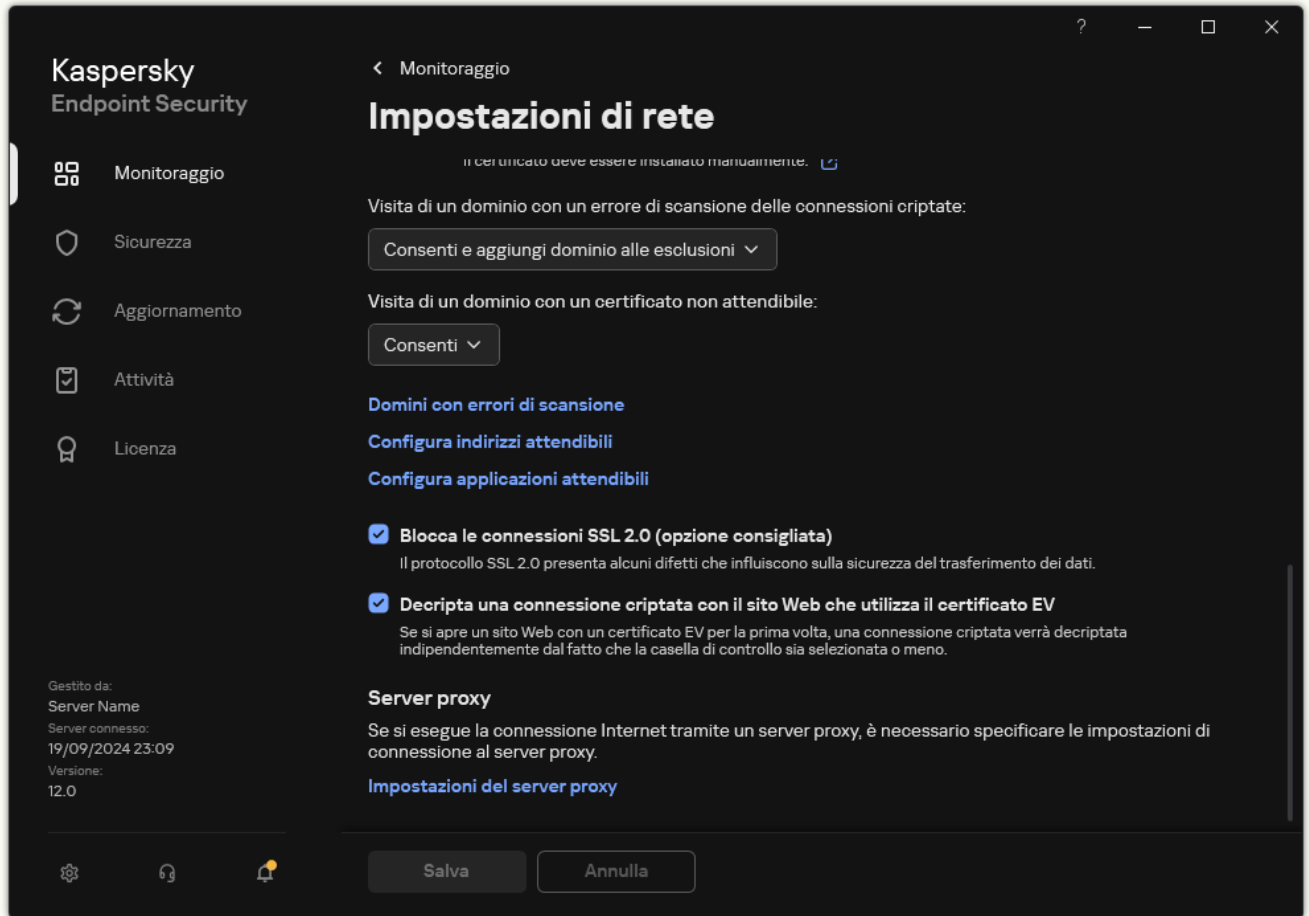 ?
Kaspersky
Endpoint Security
Monitoraggio
Sicurezza
Aggiornamento
Attività
Licenza
Gestito da:
Server Name
Server connesso:
19/09/2024 23:09
Versione:
12.0
Monitoraggio
Impostazioni di rete
Il certificato deve essere installato manualmente.
Visita di un dominio con un errore di scansione delle connessioni criptate:
Consenti e aggiungi dominio alle esclusioni
Visita di un dominio con un certificato non attendibile:
Consenti
Domini con errori di scansione
Configura indirizzi attendibili
Configura applicazioni attendibili
Blocca le connessioni SSL 2.0 (opzione consigliata)
Il protocollo SSL 2.0 presenta alcuni difetti che influiscono sulla sicurezza del trasferimento dei dati.
Decripta una connessione criptata con il sito Web che utilizza il certificato EV
Se si apre un sito Web con un certificato EV per la prima volta, una connessione criptata verrà decriptata
indipendentemente dal fatto che la casella di controllo sia selezionata o meno.
Server proxy
Se si esegue la connessione Internet tramite un server proxy, è necessario specificare le impostazioni di
connessione al server proxy.
Impostazioni del server proxy
Salva
Annulla